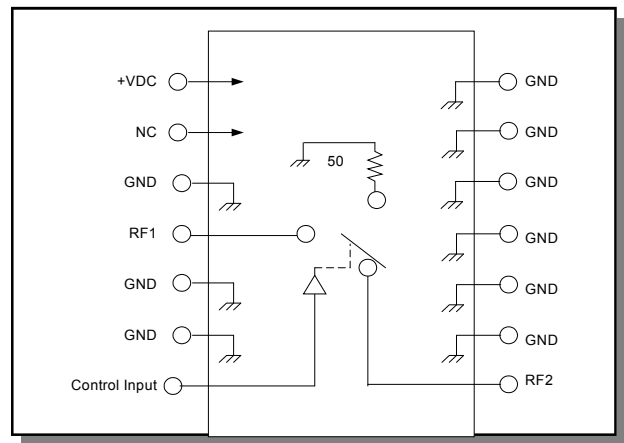 +VDC
NC
GND
RF1
GND
GND
Control Input
50
GND
GND
GND
GND
GND
GND
RF2